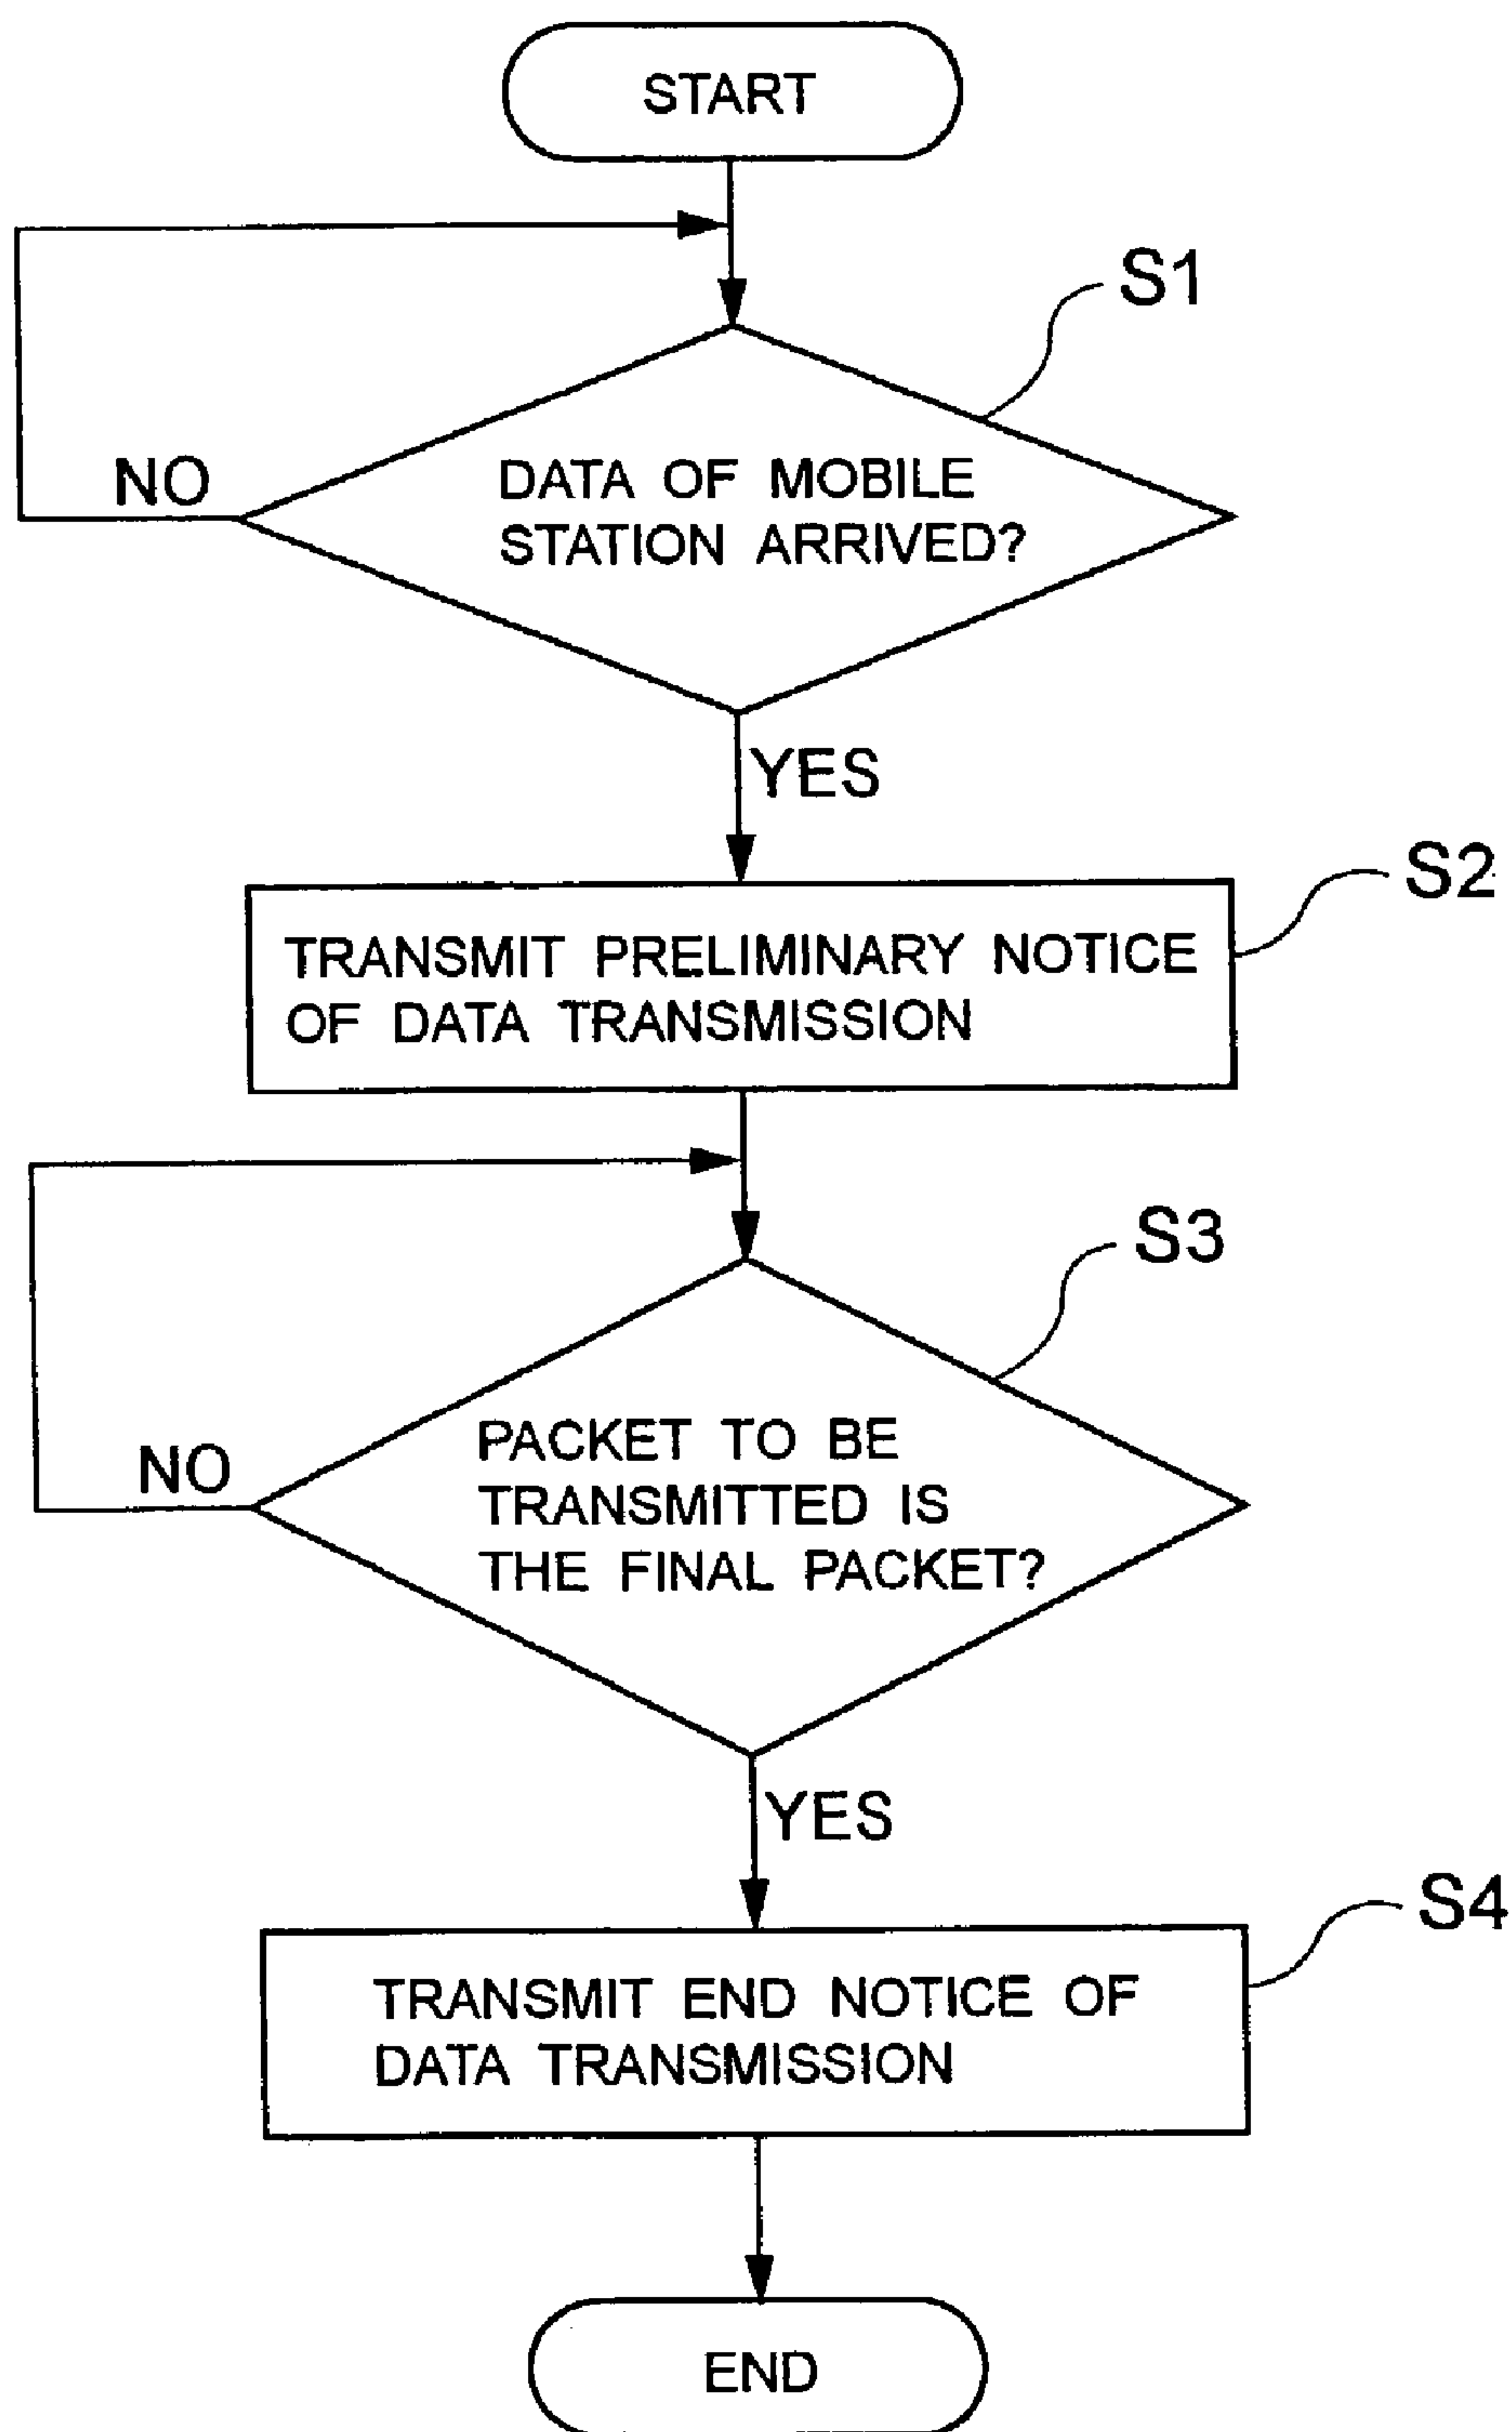 START
S1
DATA OF MOBILE
STATION ARRIVED?
NO
YES
S2
TRANSMIT PRELIMINARY NOTICE
OF DATA TRANSMISSION
S3
PACKET TO BE
TRANSMITTED IS
THE FINAL PACKET?
NO
YES
S4
TRANSMIT END NOTICE OF
DATA TRANSMISSION
END